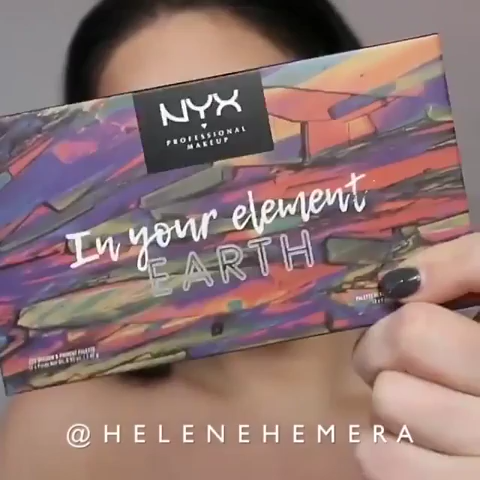 NYX
PROFESSIONAL
MAKEUP
In your element
EARTH
@HELENEHEMERA